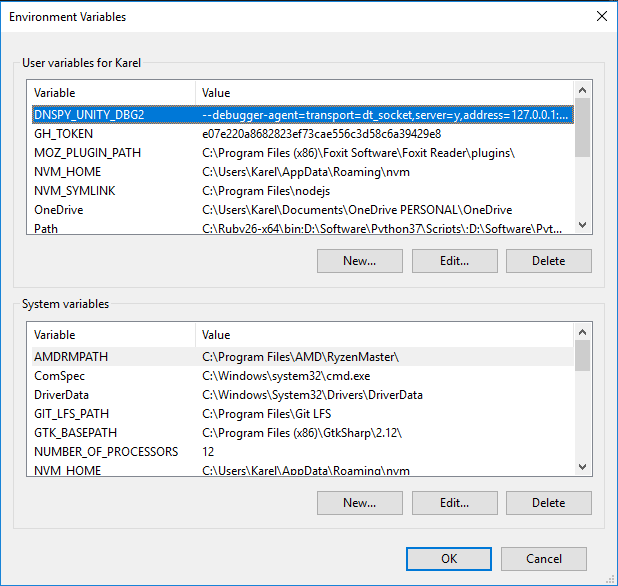 Environment Variables
User variables for Karel
Variable Value
DNSPY_UNITY_DBG2 --debugger-agent=transport=dt_socket,server=y,address=127.0.0.1:...
GH_TOKEN e07e220a8682823ef73cae556c3d58c6a39429e8
MOZ_PLUGIN_PATH C:\Program Files (x86)\Foxit Software\Foxit Reader\plugins\
NVM_HOME C:\Users\Karel\AppData\Roaming\nvm
NVM_SYMLINK C:\Program Files\nodejs
OneDrive C:\Users\Karel\Documents\OneDrive PERSONAL\OneDrive
Path C:\Ruby26-x64\bin;D:\Software\Python37\Scripts\;D:\Software\Pyt...
New... Edit... Delete
System variables
Variable Value
AMDRMPATH C:\Program Files\AMD\RyzenMaster\
ComSpec C:\Windows\system32\cmd.exe
DriverData C:\Windows\System32\Drivers\DriverData
GIT_LFS_PATH C:\Program Files\Git LFS
GTK_BASEPATH C:\Program Files (x86)\GtkSharp\2.12\
NUMBER_OF_PROCESSORS 12
NVM_HOME C:\Users\Karel\AppData\Roaming\nvm
New... Edit... Delete
OK Cancel